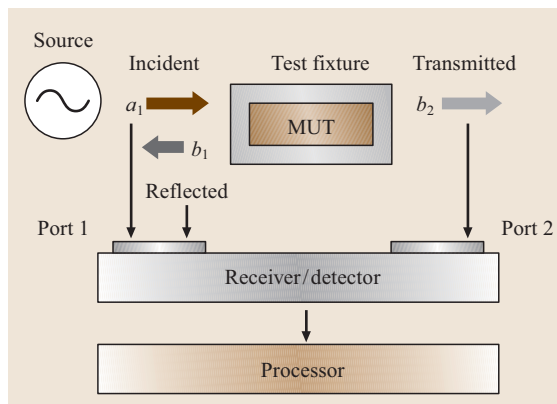 Source
Incident
Test fixture
Transmitted
a1
MUT
b2
b1
Reflected
Port 1
Port 2
Receiver/detector
Processor